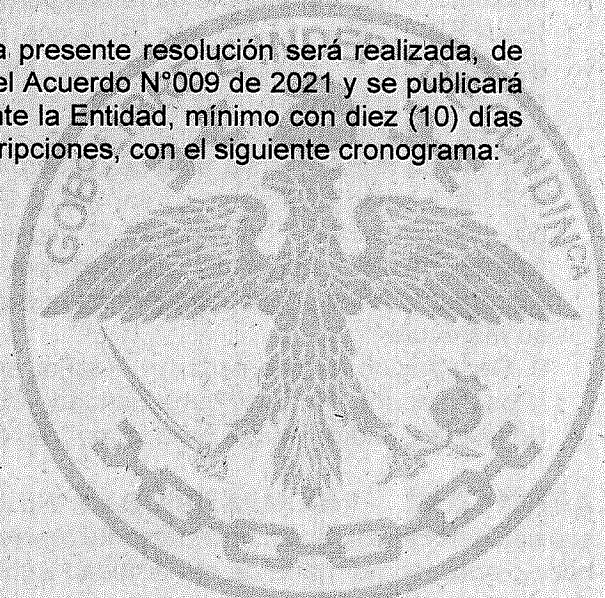 a presente resolución será realizada, de
el Acuerdo N°009 de 2021 y se publicará
te la Entidad, mínimo con diez (10) días
ripciones, con el siguiente cronograma: